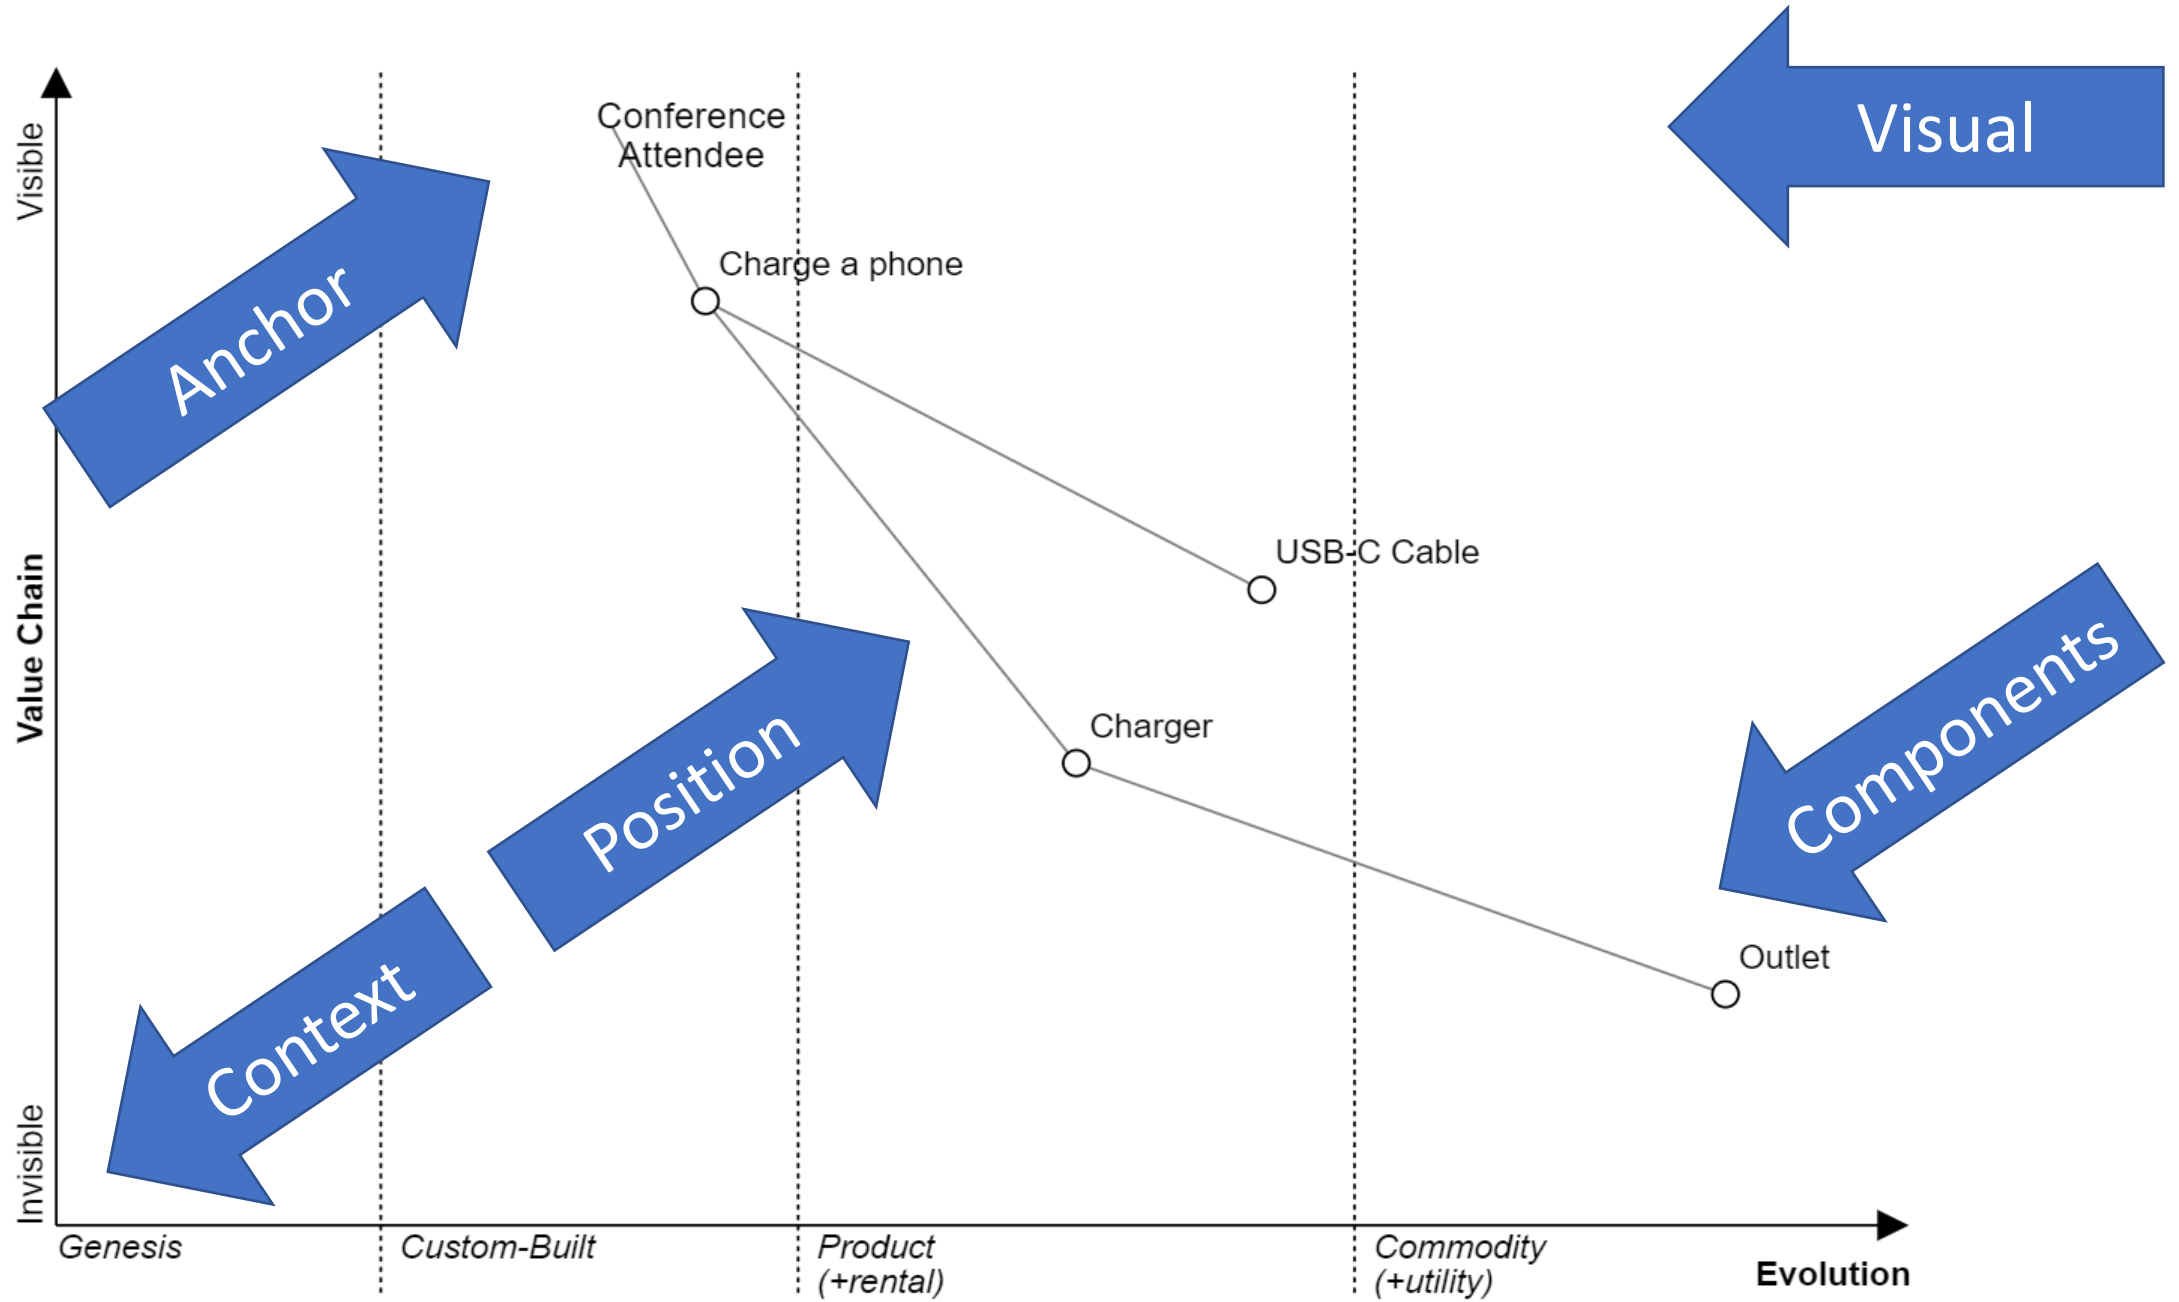 Visual
Visible
Conference
Attendee
Anchor
Charge a phone
Value Chain
USB-C Cable
Components
Position
Charger
Context
Outlet
Invisible
Genesis
Custom-Built
Product
(+rental)
Commodity
(+utility)
Evolution